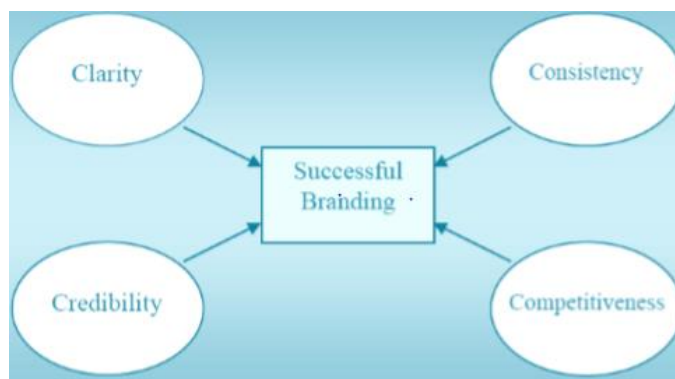 Clarity
Consistency
Successful
Branding
Credibility
Competitiveness